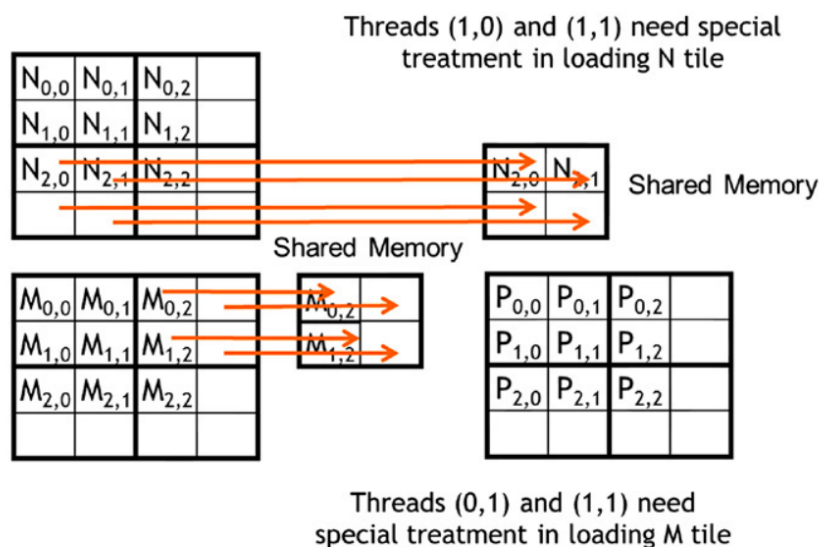 Threads (1,0) and (1,1) need special
treatment in loading N tile
N0,0 N0,1 N0,2
N1,0 N1,1 N1,2
N2,0 N2,1 N2,2
N2,0 N2,1
Shared Memory
Shared Memory
M0,0 M0,1 M0,2
M1,0 M1,1 M1,2
M2,0 M2,1 M2,2
M0,2
M1,2
P0,0 P0,1 P0,2
P1,0 P1,1 P1,2
P2,0 P2,1 P2,2
Threads (0,1) and (1,1) need
special treatment in loading M tile